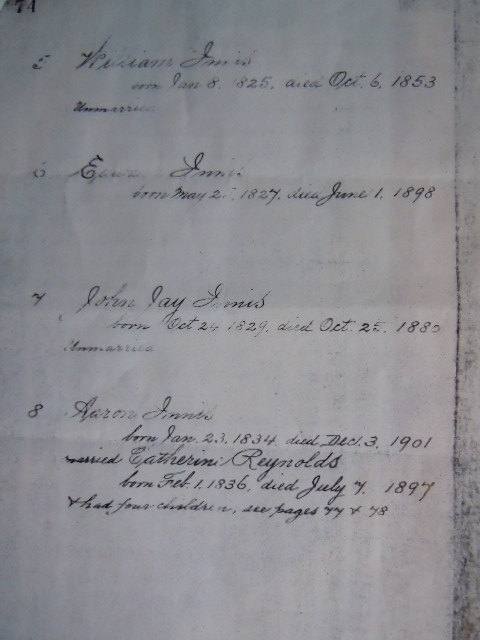 74
5 William Innis
born Jan 8, 1825, died Oct. 6, 1853
Unmarried
6 Innis
born May 1827, died June 1, 1898
7 John Jay Innis
born Oct 24 1829, died Oct. 25,
Unmarried
8 Aaron Innis
born Jan. 23, 1834, died Dec. 3, 1901
married Catherine Reynolds
born Feb 1, 1836, died July 7, 1897
& had four children, see pages 77 & 78